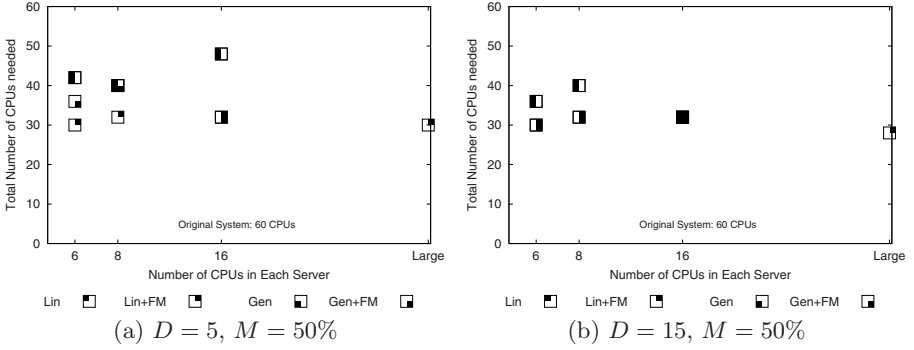 60
50
40
30
20
10
0
Total Number of CPUs needed
Original System: 60 CPUs
6 8 16 Large
Number of CPUs in Each Server
Lin Lin+FM Gen Gen+FM
(a) D = 5, M = 50%
60
50
40
30
20
10
0
Total Number of CPUs needed
Original System: 60 CPUs
6 8 16 Large
Number of CPUs in Each Server
Lin Lin+FM Gen Gen+FM
(b) D = 15, M = 50%